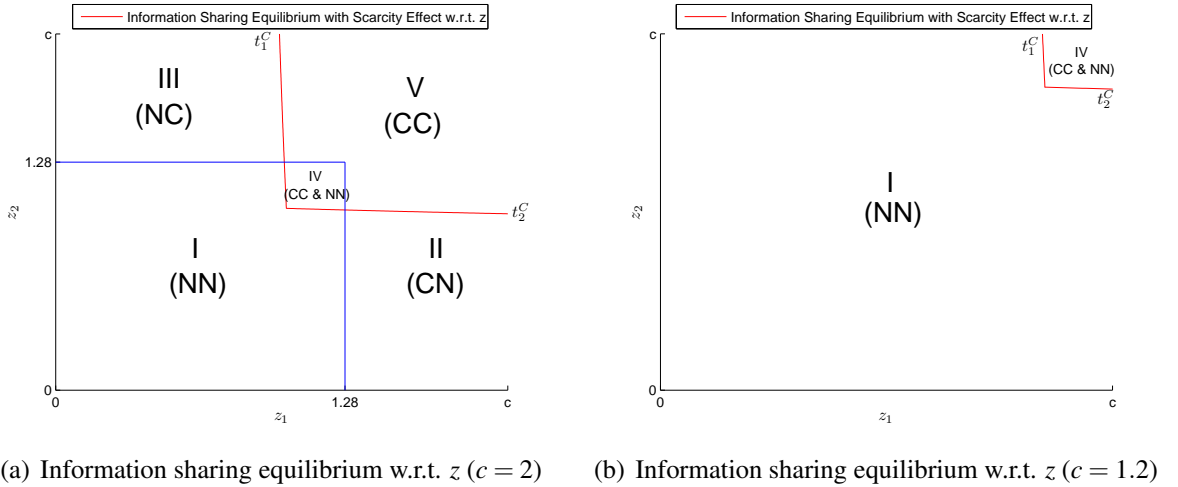 Information Sharing Equilibrium with Scarcity Effect w.r.t. z
c
t_1^C
III
(NC)
V
(CC)
1.28
IV
(CC & NN)
z_2
t_2^C
I
(NN)
II
(CN)
0
0
1.28
c
z_1
(a) Information sharing equilibrium w.r.t. z (c = 2)
Information Sharing Equilibrium with Scarcity Effect w.r.t. z
c
t_1^C
IV
(CC & NN)
t_2^C
I
(NN)
z_2
0
0
c
z_1
(b) Information sharing equilibrium w.r.t. z (c = 1.2)